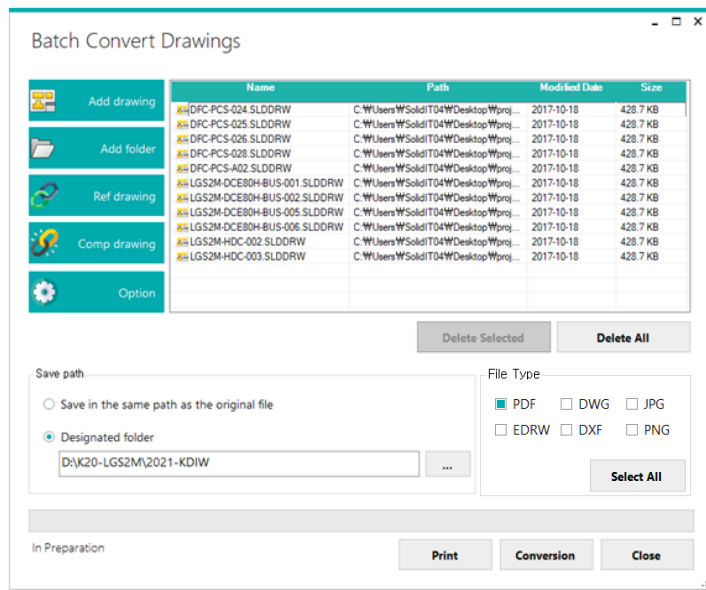 Batch Convert Drawings
Add drawing
Add folder
Ref drawing
Comp drawing
Option
Name Path Modified Date Size
DFC-PCS-024.SLDDRW C:₩Users₩SolidIT04₩Desktop₩proj... 2017-10-18 428.7 KB
DFC-PCS-025.SLDDRW C:₩Users₩SolidIT04₩Desktop₩proj... 2017-10-18 428.7 KB
DFC-PCS-026.SLDDRW C:₩Users₩SolidIT04₩Desktop₩proj... 2017-10-18 428.7 KB
DFC-PCS-028.SLDDRW C:₩Users₩SolidIT04₩Desktop₩proj... 2017-10-18 428.7 KB
DFC-PCS-A02.SLDDRW C:₩Users₩SolidIT04₩Desktop₩proj... 2017-10-18 428.7 KB
LGS2M-DCE80H-BUS-001.SLDDRW C:₩Users₩SolidIT04₩Desktop₩proj... 2017-10-18 428.7 KB
LGS2M-DCE80H-BUS-002.SLDDRW C:₩Users₩SolidIT04₩Desktop₩proj... 2017-10-18 428.7 KB
LGS2M-DCE80H-BUS-005.SLDDRW C:₩Users₩SolidIT04₩Desktop₩proj... 2017-10-18 428.7 KB
LGS2M-DCE80H-BUS-006.SLDDRW C:₩Users₩SolidIT04₩Desktop₩proj... 2017-10-18 428.7 KB
LGS2M-HDC-002.SLDDRW C:₩Users₩SolidIT04₩Desktop₩proj... 2017-10-18 428.7 KB
LGS2M-HDC-003.SLDDRW C:₩Users₩SolidIT04₩Desktop₩proj... 2017-10-18 428.7 KB
Delete Selected Delete All
Save path
Save in the same path as the original file
Designated folder
D:\K20-LGS2M\2021-KDIW ...
File Type
PDF DWG JPG
EDRW DXF PNG
Select All
In Preparation
Print Conversion Close